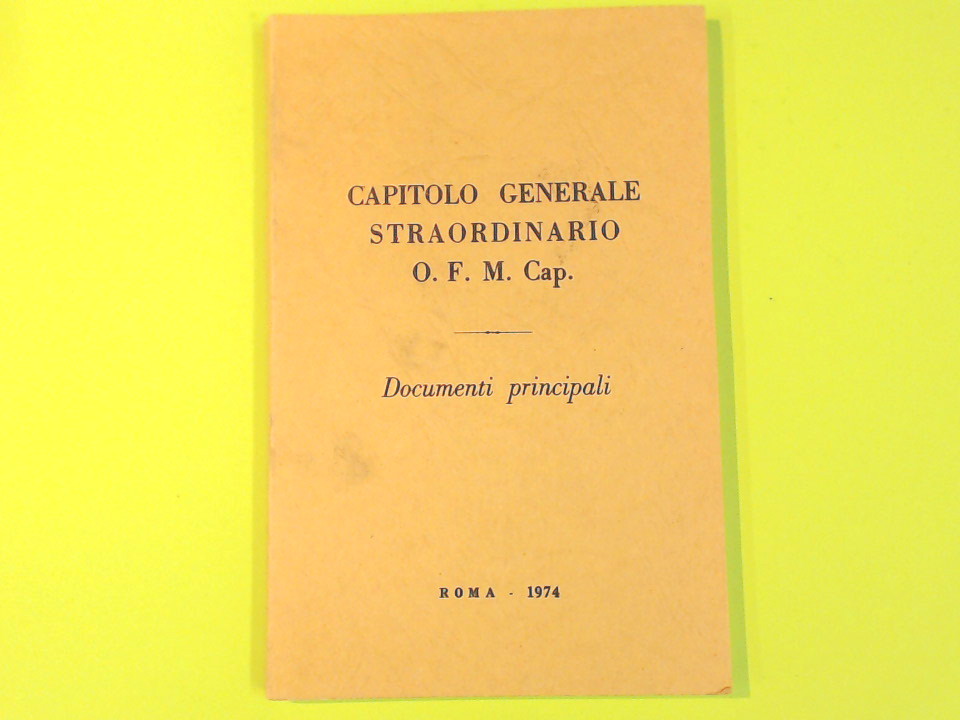 CAPITOLO GENERALE
STRAORDINARIO
O. F. M. Cap.
Documenti principali
ROMA - 1974